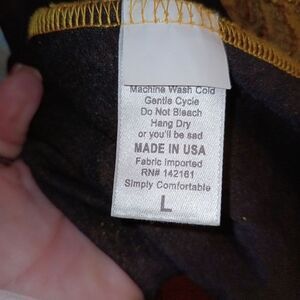 Machine Wash Cold
Gentle Cycle
Do Not Bleach
Hang Dry
or you'll be sad
MADE IN USA
Fabric Imported
RN# 142161
Simply Comfortable
L